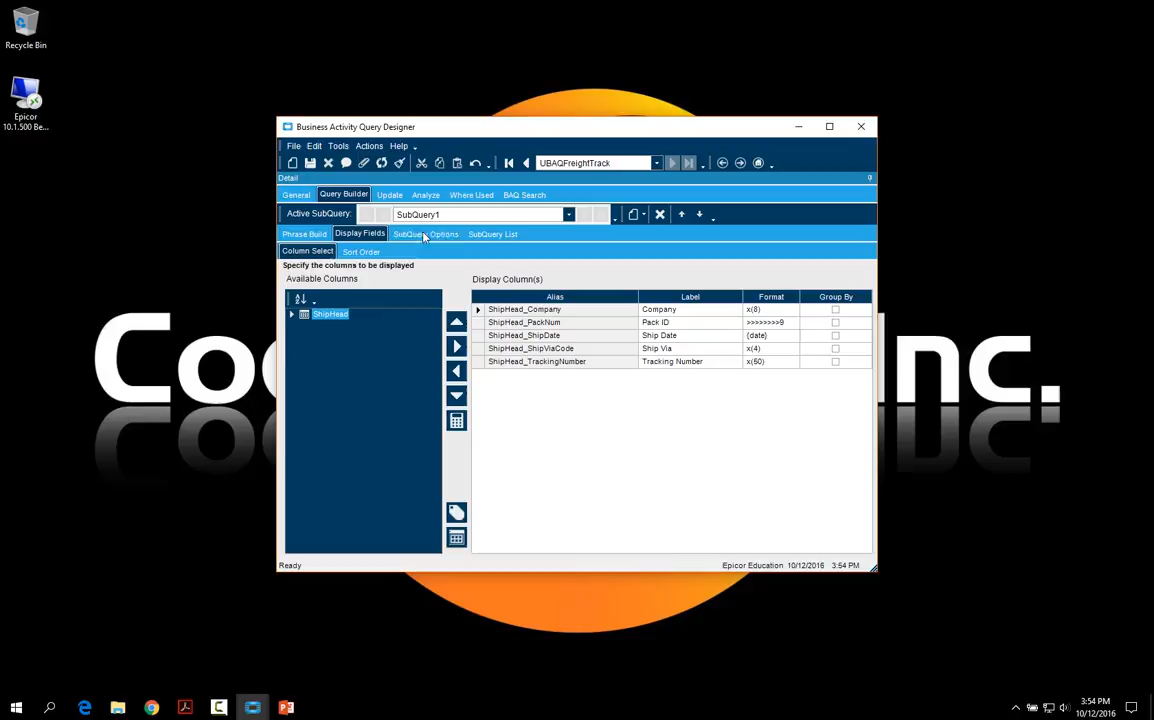 Recycle Bin
Epicor
10.1.500 Be...
Co
nc.
Business Activity Query Designer
File Edit Tools Actions Help
UBAQFreightTrack
Detail
General Query Builder Update Analyze Where Used BAQ Search
Active SubQuery: SubQuery1
Phrase Build Display Fields SubQuery Options SubQuery List
Column Select Sort Order
Specify the columns to be displayed
Available Columns
Display Column(s)
ShipHead
Alias Label Format Group By
ShipHead_Company Company x(8)
ShipHead_PackNum Pack ID >>>>>>>>9
ShipHead_ShipDate Ship Date {date}
ShipHead_ShipViaCode Ship Via x(4)
ShipHead_TrackingNumber Tracking Number x(50)
Ready
Epicor Education 10/12/2016 3:54 PM
3:54 PM
10/12/2016